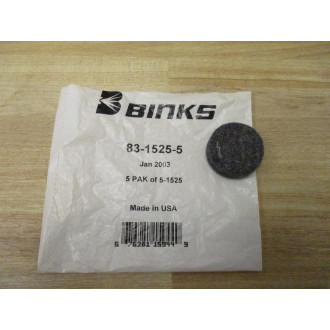 BINKS
83-1525-5
Jan 2003
5 PAK of 5-1525
Made in USA